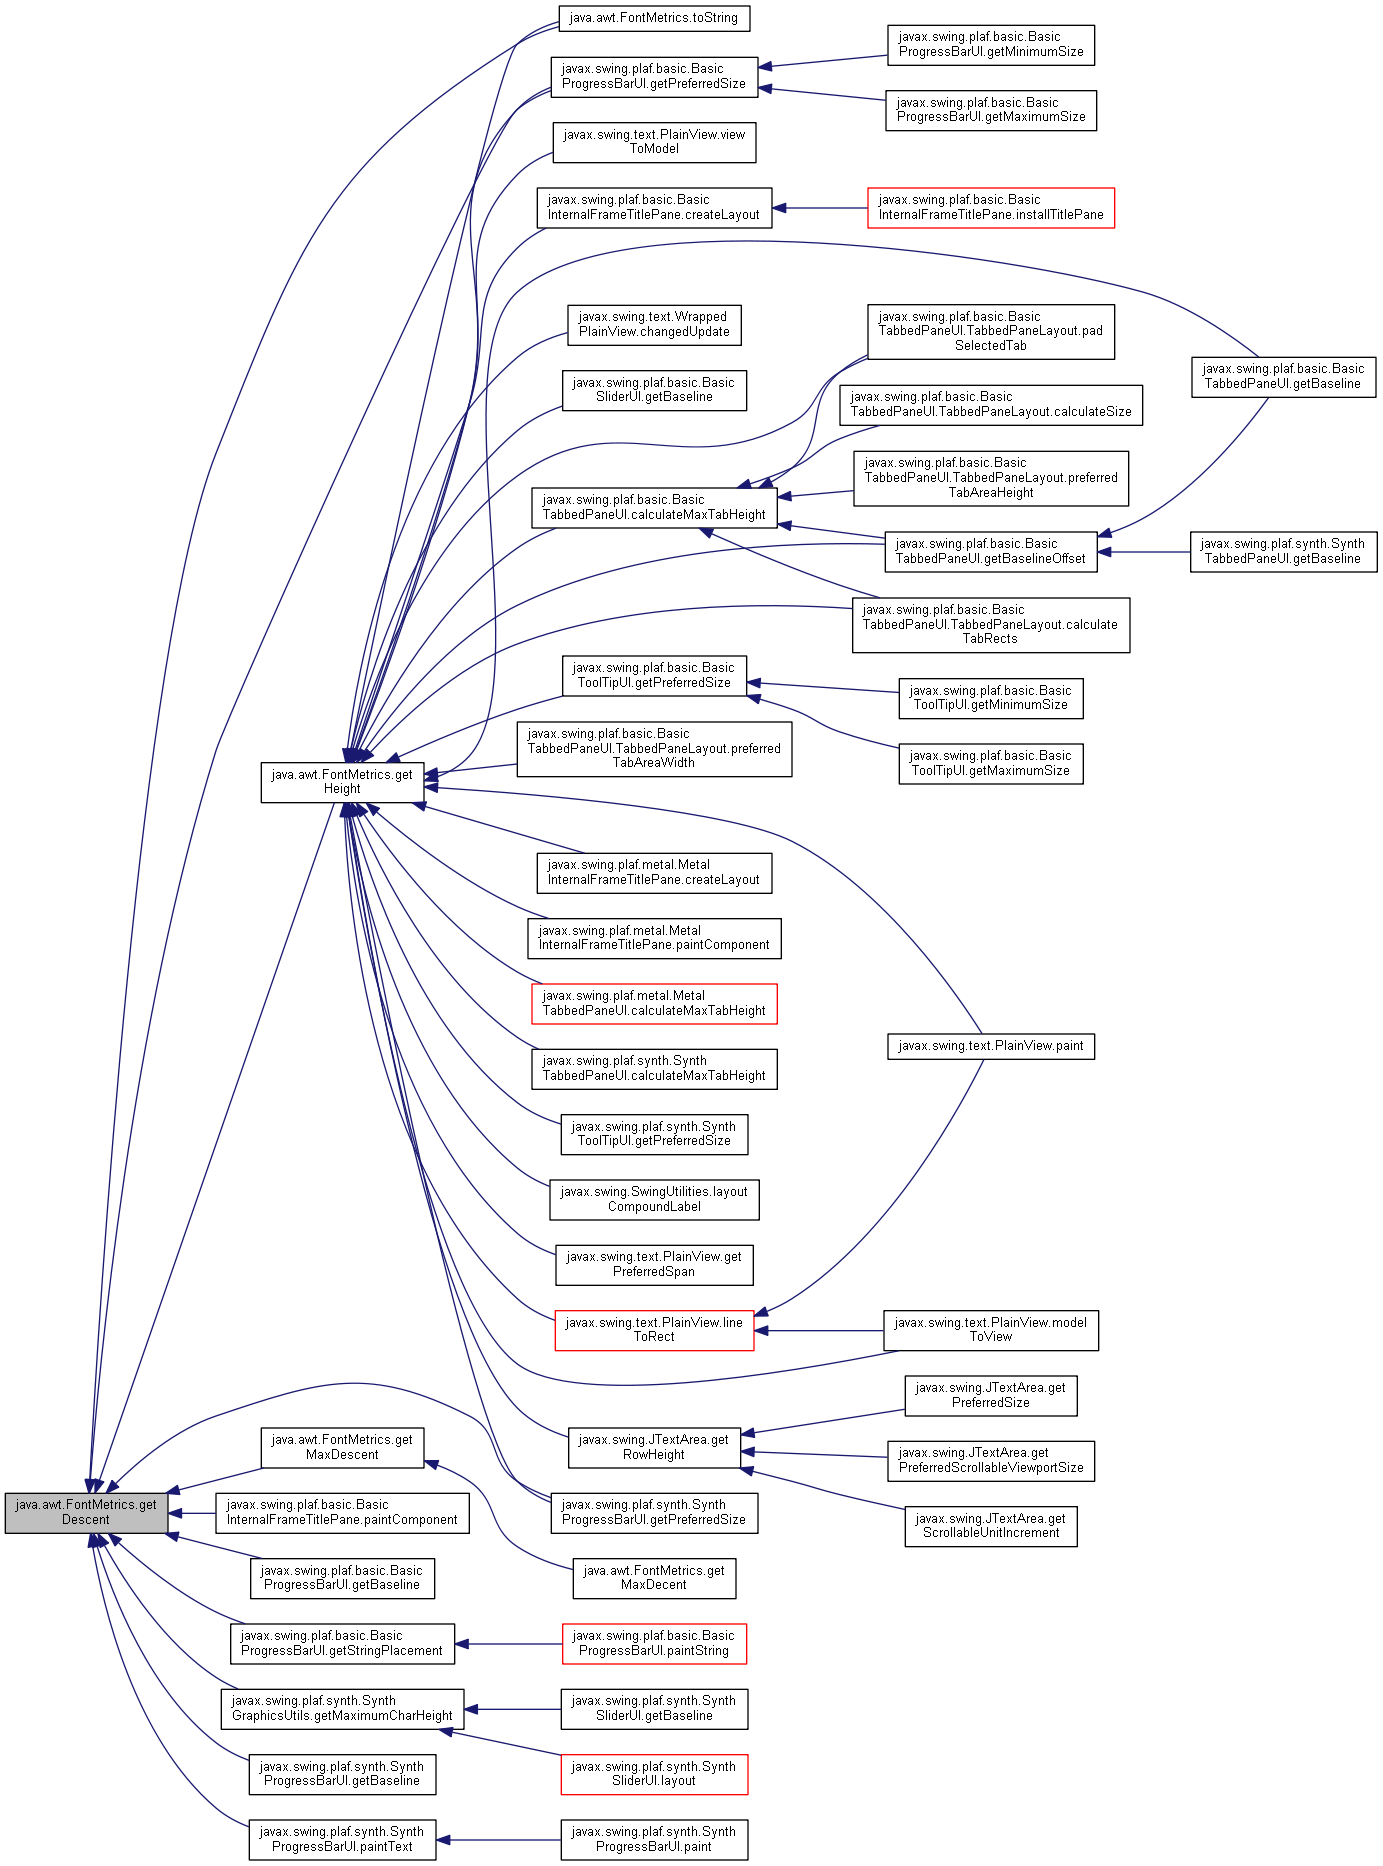 java.awt.FontMetrics.toString
javax.swing.plaf.basic.Basic
ProgressBarUI.getMinimumSize
javax.swing.plaf.basic.Basic
ProgressBarUI.getPreferredSize
javax.swing.plaf.basic.Basic
ProgressBarUI.getMaximumSize
javax.swing.text.PlainView.view
ToModel
javax.swing.plaf.basic.Basic
InternalFrameTitlePane.createLayout
javax.swing.plaf.basic.Basic
InternalFrameTitlePane.installTitlePane
javax.swing.text.Wrapped
PlainView.changedUpdate
javax.swing.plaf.basic.Basic
TabbedPaneUI.TabbedPaneLayout.pad
SelectedTab
javax.swing.plaf.basic.Basic
TabbedPaneUI.getBaseline
javax.swing.plaf.basic.Basic
SliderUI.getBaseline
javax.swing.plaf.basic.Basic
TabbedPaneUI.TabbedPaneLayout.calculateSize
javax.swing.plaf.basic.Basic
TabbedPaneUI.TabbedPaneLayout.preferred
TabAreaHeight
javax.swing.plaf.basic.Basic
TabbedPaneUI.calculateMaxTabHeight
javax.swing.plaf.basic.Basic
TabbedPaneUI.getBaselineOffset
javax.swing.plaf.synth.Synth
TabbedPaneUI.getBaseline
javax.swing.plaf.basic.Basic
TabbedPaneUI.TabbedPaneLayout.calculate
TabRects
javax.swing.plaf.basic.Basic
ToolTipUI.getPreferredSize
javax.swing.plaf.basic.Basic
ToolTipUI.getMinimumSize
javax.swing.plaf.basic.Basic
TabbedPaneUI.TabbedPaneLayout.preferred
TabAreaWidth
javax.swing.plaf.basic.Basic
ToolTipUI.getMaximumSize
java.awt.FontMetrics.get
Height
javax.swing.plaf.metal.Metal
InternalFrameTitlePane.createLayout
javax.swing.plaf.metal.Metal
InternalFrameTitlePane.paintComponent
javax.swing.plaf.metal.Metal
TabbedPaneUI.calculateMaxTabHeight
javax.swing.text.PlainView.paint
javax.swing.plaf.synth.Synth
TabbedPaneUI.calculateMaxTabHeight
javax.swing.plaf.synth.Synth
ToolTipUI.getPreferredSize
javax.swing.SwingUtilities.layout
CompoundLabel
javax.swing.text.PlainView.get
PreferredSpan
javax.swing.text.PlainView.line
ToRect
javax.swing.text.PlainView.model
ToView
javax.swing.JTextArea.get
PreferredSize
java.awt.FontMetrics.get
MaxDescent
javax.swing.JTextArea.get
RowHeight
javax.swing.JTextArea.get
PreferredScrollableViewportSize
java.awt.FontMetrics.get
Descent
javax.swing.plaf.basic.Basic
InternalFrameTitlePane.paintComponent
javax.swing.plaf.synth.Synth
ProgressBarUI.getPreferredSize
javax.swing.JTextArea.get
ScrollableUnitIncrement
javax.swing.plaf.basic.Basic
ProgressBarUI.getBaseline
java.awt.FontMetrics.get
MaxDecent
javax.swing.plaf.basic.Basic
ProgressBarUI.getStringPlacement
javax.swing.plaf.basic.Basic
ProgressBarUI.paintString
javax.swing.plaf.synth.Synth
GraphicsUtils.getMaximumCharHeight
javax.swing.plaf.synth.Synth
SliderUI.getBaseline
javax.swing.plaf.synth.Synth
ProgressBarUI.getBaseline
javax.swing.plaf.synth.Synth
SliderUI.layout
javax.swing.plaf.synth.Synth
ProgressBarUI.paintText
javax.swing.plaf.synth.Synth
ProgressBarUI.paint